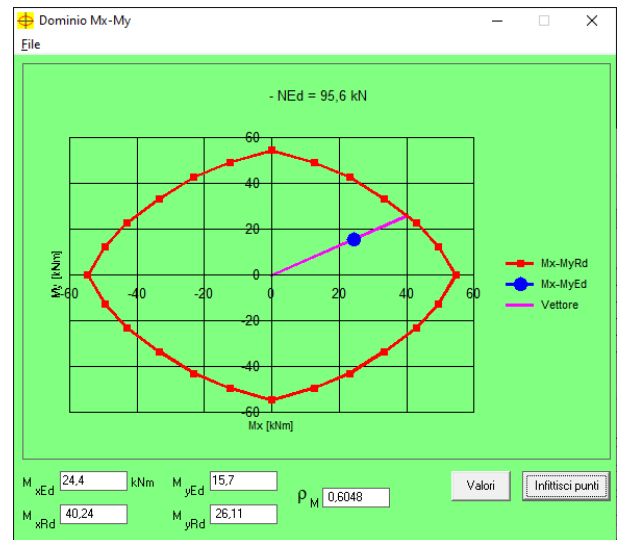 Dominio Mx-My
File
- NEd = 95,6 kN
60
40
20
0
-20
-40
-60
-60
-40
-20
0
20
40
60
My [kNm]
Mx [kNm]
Mx-MyRd
Mx-MyEd
Vettore
M xEd 24,4 kNm M yEd 15,7
ρ M 0,6048
Valori
Infittisci punti
M xRd 40,24 M yRd 26,11